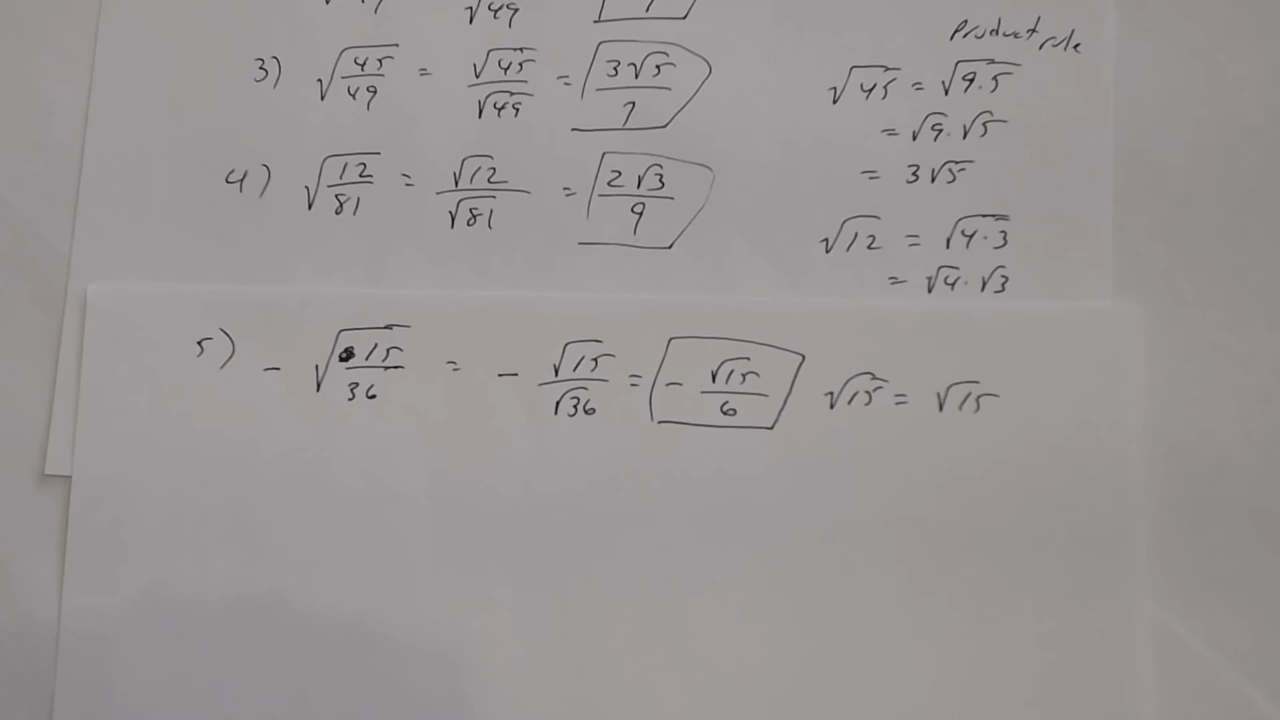 √49
Product rule
3) √(45/49) = √45/√49 = 3√5/7
√45 = √(9·5)
= √9·√5
= 3√5
4) √(12/81) = √12/√81 = 2√3/9
√12 = √(4·3)
= √4·√3
5) -√(15/36) = -√15/√36 = -√15/6 √15 = √15